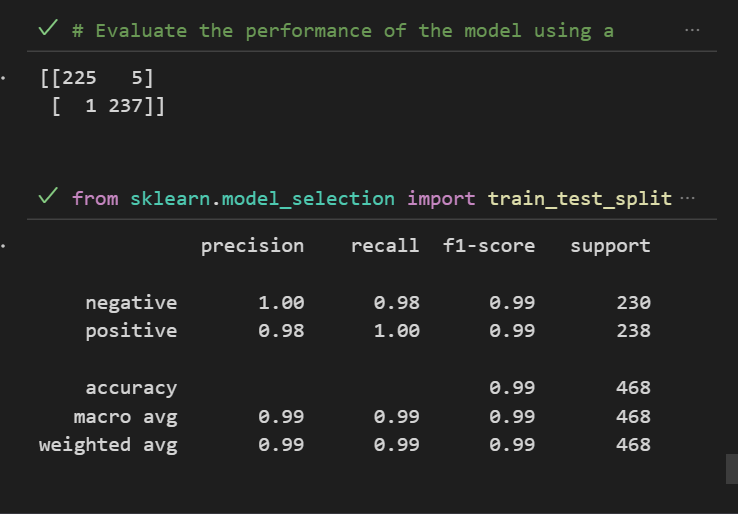 # Evaluate the performance of the model using a ...
[[225   5]
 [  1 237]]
from sklearn.model_selection import train_test_split ...
precision    recall  f1-score   support
negative       1.00      0.98      0.99       230
positive       0.98      1.00      0.99       238
accuracy                           0.99       468
macro avg       0.99      0.99      0.99       468
weighted avg       0.99      0.99      0.99       468